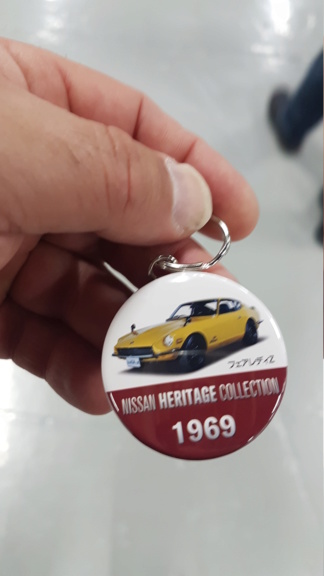 フェアレディZ
NISSAN HERITAGE COLLECTION
1969